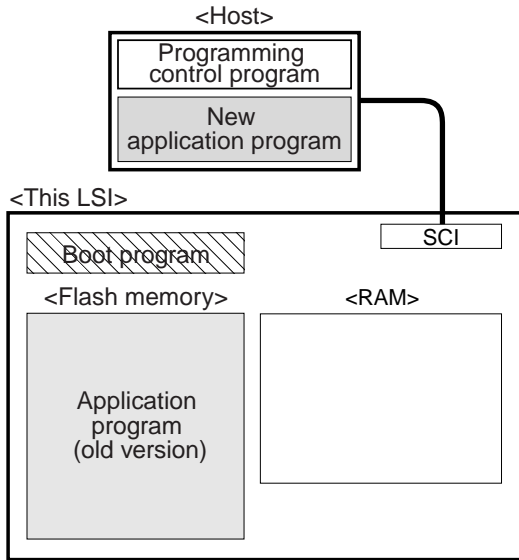 <Host>
Programming
control program
New
application program
<This LSI>
SCI
Boot program
<Flash memory>
<RAM>
Application
program
(old version)